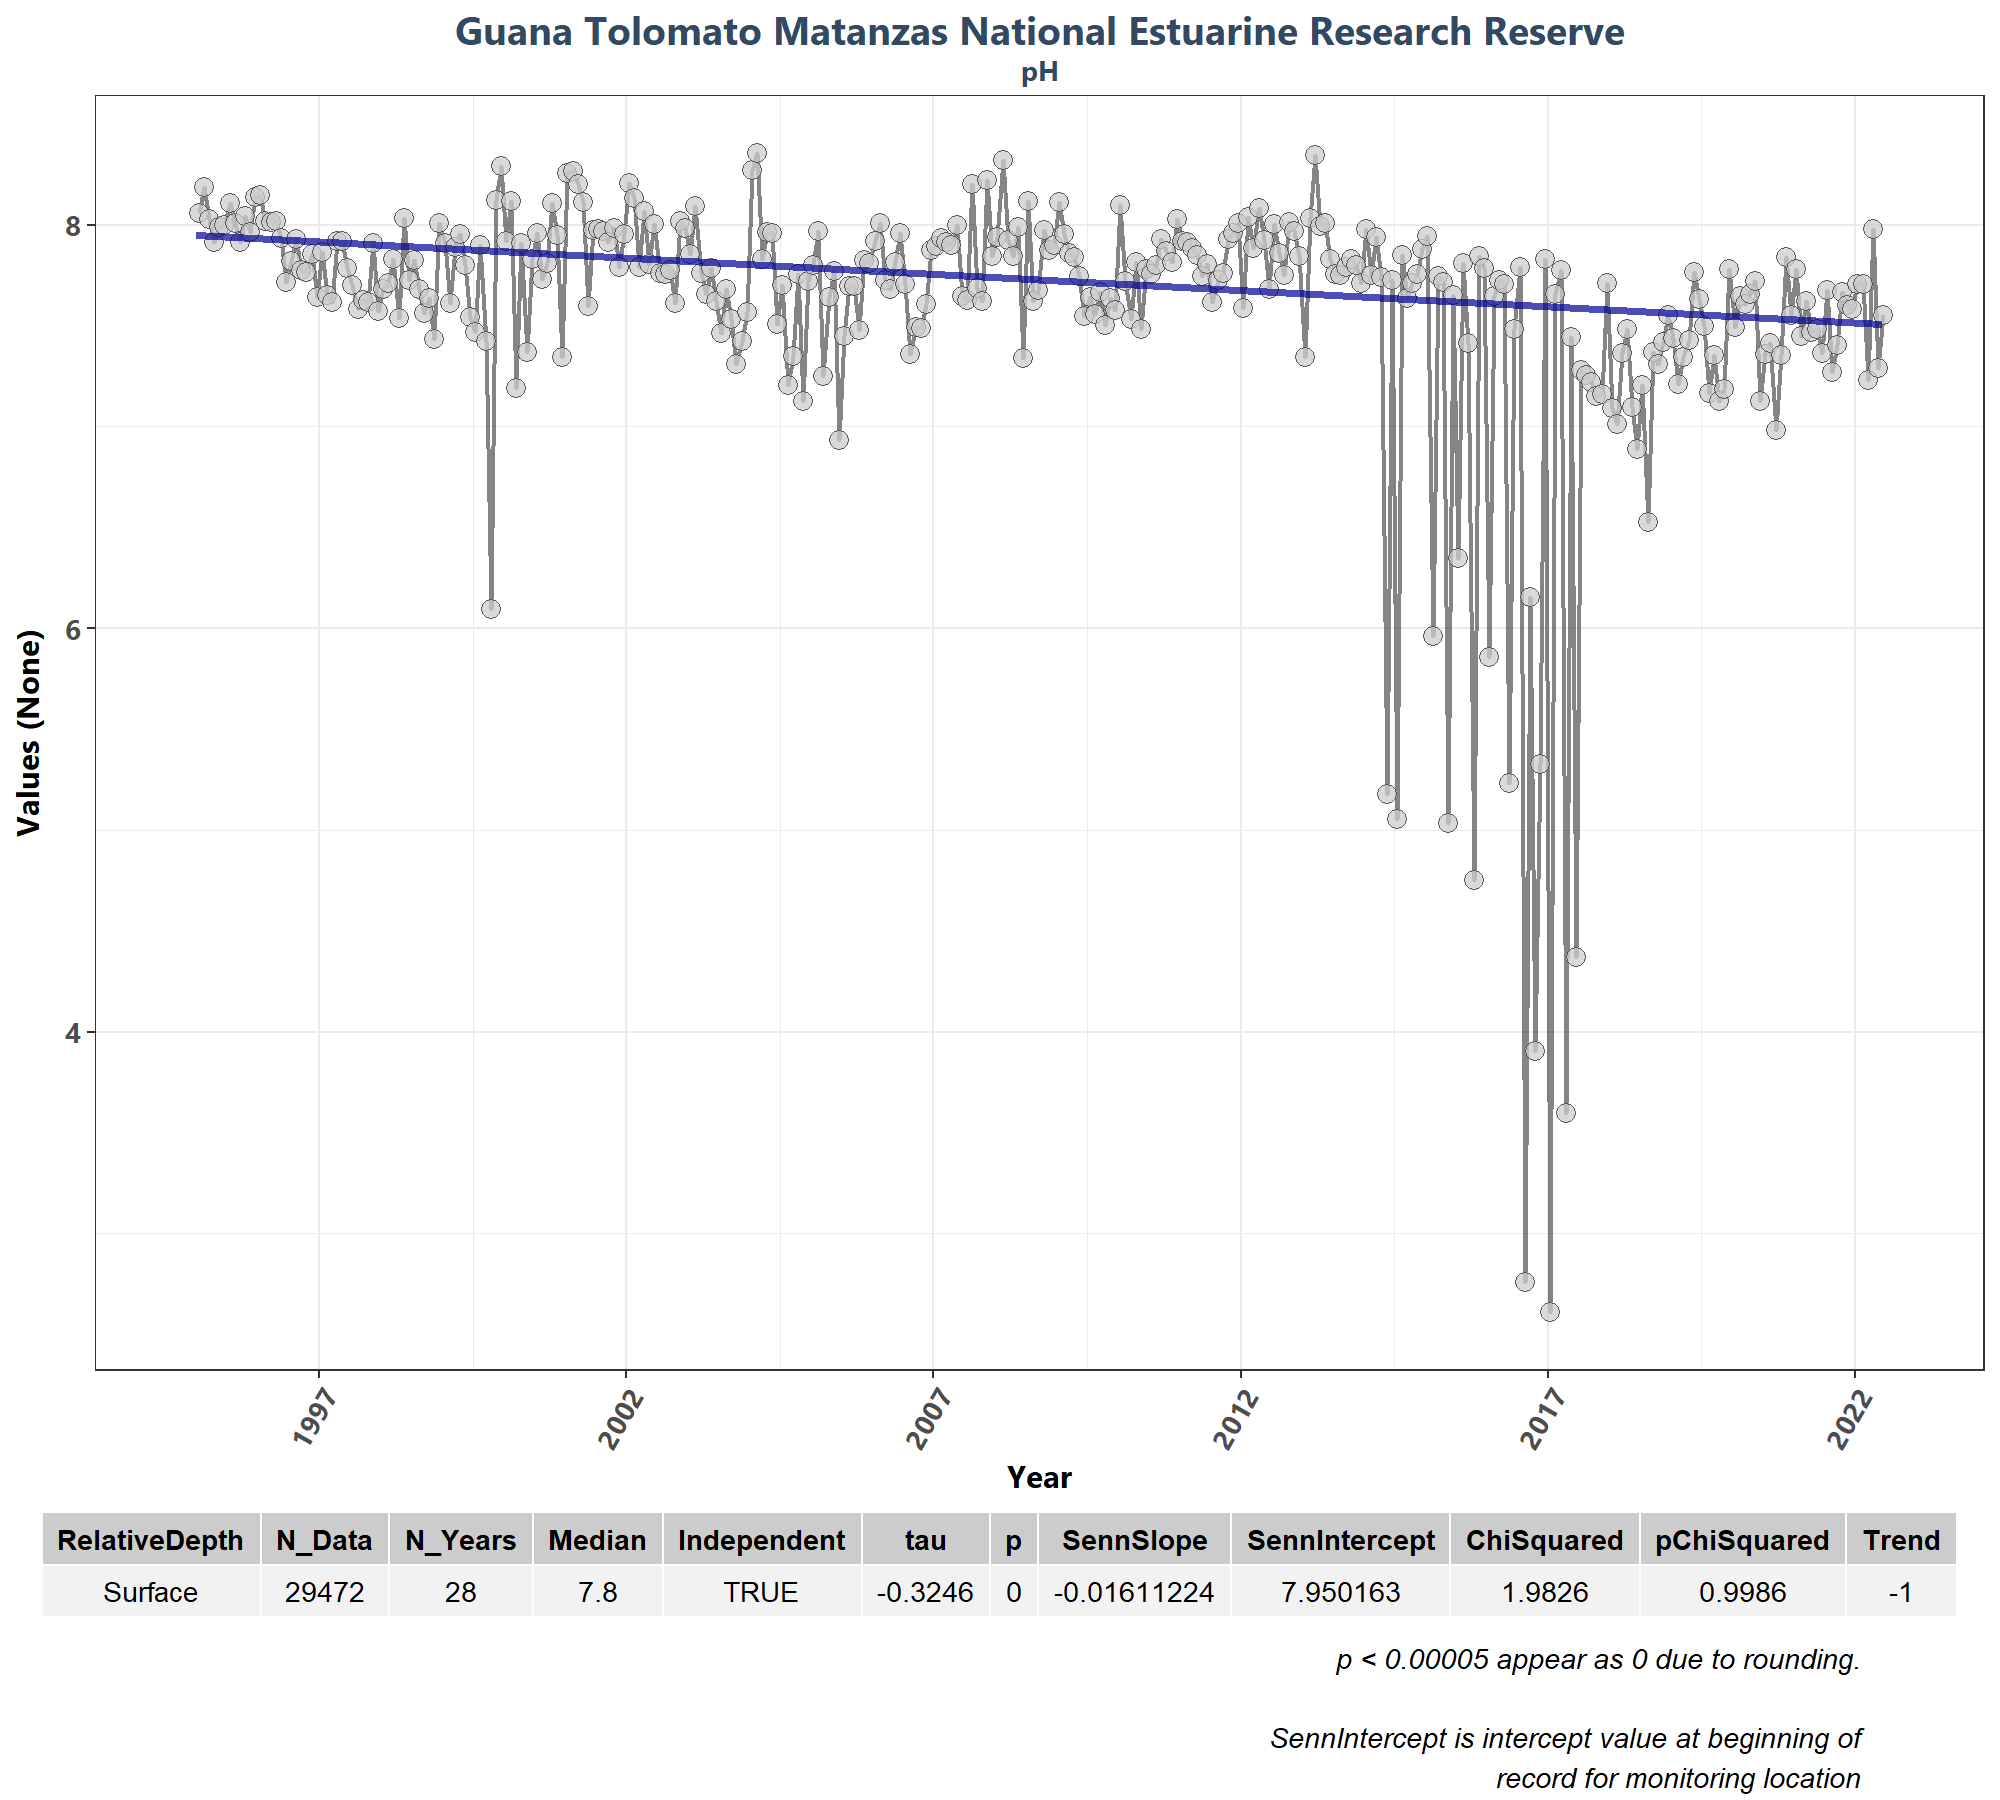 Guana Tolomato Matanzas National Estuarine Research Reserve
pH
8
6
4
Values (None)
1997
2002
2007
2012
2017
2022
Year
RelativeDepth N_Data N_Years Median Independent tau p SennSlope SennIntercept ChiSquared pChiSquared Trend
Surface 29472 28 7.8 TRUE -0.3246 0 -0.01611224 7.950163 1.9826 0.9986 -1
p < 0.00005 appear as 0 due to rounding.
SennIntercept is intercept value at beginning of
record for monitoring location